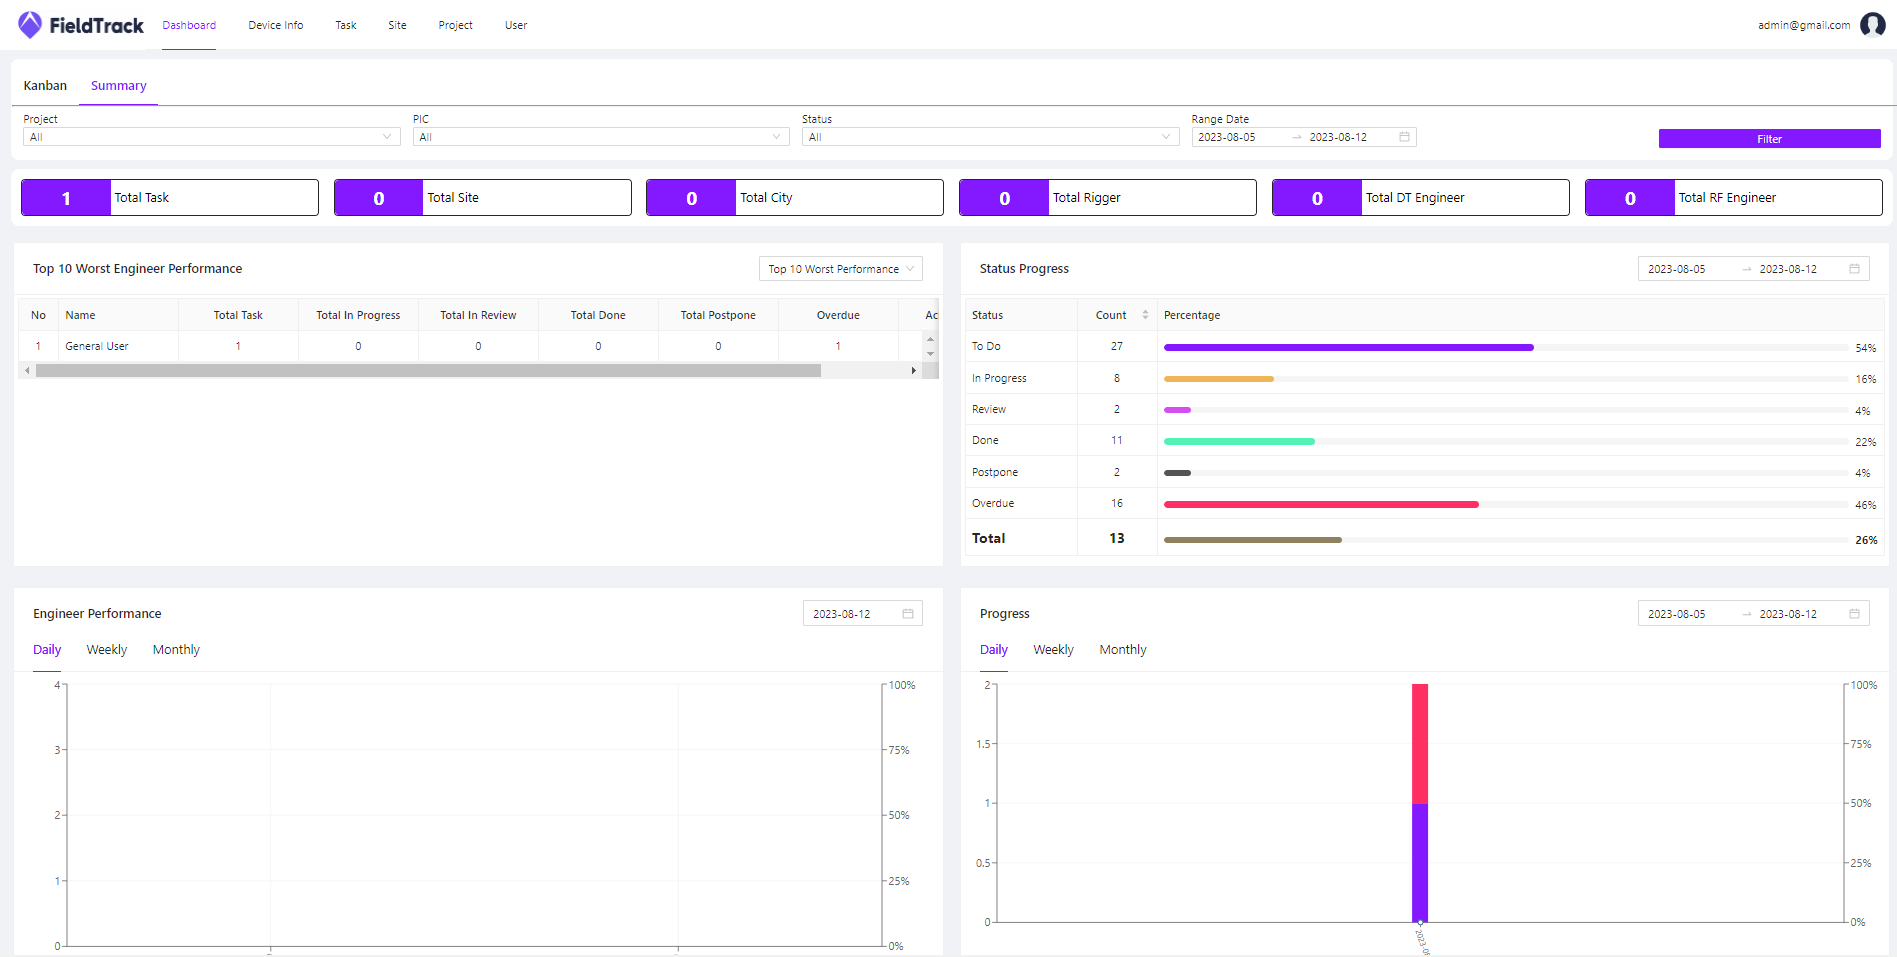 FieldTrack Dashboard Device Info Task Site Project User admin@gmail.com
Kanban Summary
Project PIC Status Range Date
All All All 2023-08-05 → 2023-08-12 Filter
1 Total Task 0 Total Site 0 Total City 0 Total Rigger 0 Total DT Engineer 0 Total RF Engineer
Top 10 Worst Engineer Performance Top 10 Worst Performance
No Name Total Task Total In Progress Total In Review Total Done Total Postpone Overdue Ac
1 General User 1 0 0 0 0 1
Status Progress 2023-08-05 → 2023-08-12
Status Count Percentage
To Do 27 54%
In Progress 8 16%
Review 2 4%
Done 11 22%
Postpone 2 4%
Overdue 16 46%
Total 13 26%
Engineer Performance 2023-08-12
Daily Weekly Monthly
4 100%
3 75%
2 50%
1 25%
0 0%
Progress 2023-08-05 → 2023-08-12
Daily Weekly Monthly
2 100%
1.5 75%
1 50%
0.5 25%
0 0%